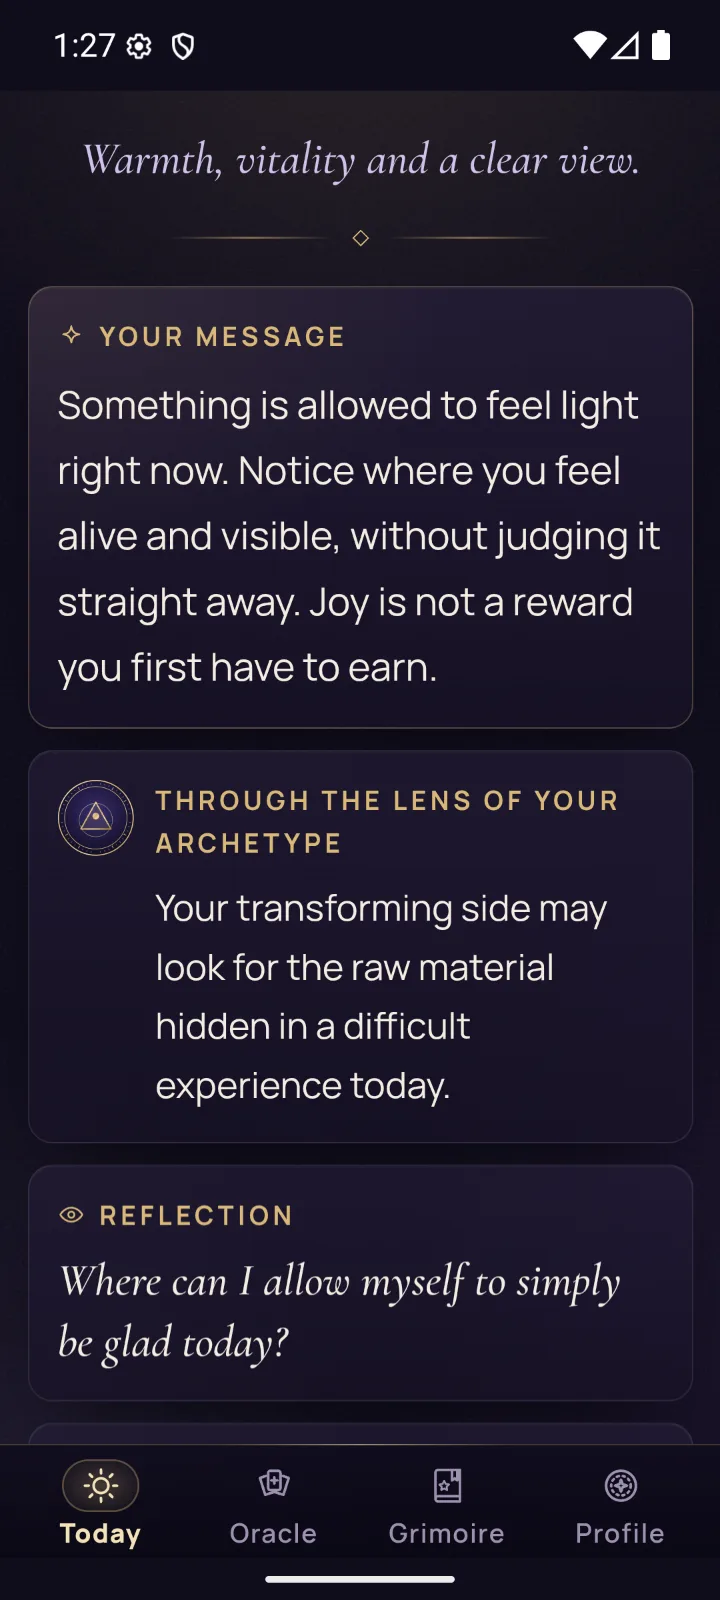 1:27
Warmth, vitality and a clear view.
YOUR MESSAGE
Something is allowed to feel light
right now. Notice where you feel
alive and visible, without judging it
straight away. Joy is not a reward
you first have to earn.
THROUGH THE LENS OF YOUR
ARCHETYPE
Your transforming side may
look for the raw material
hidden in a difficult
experience today.
REFLECTION
Where can I allow myself to simply
be glad today?
Today
Oracle
Grimoire
Profile